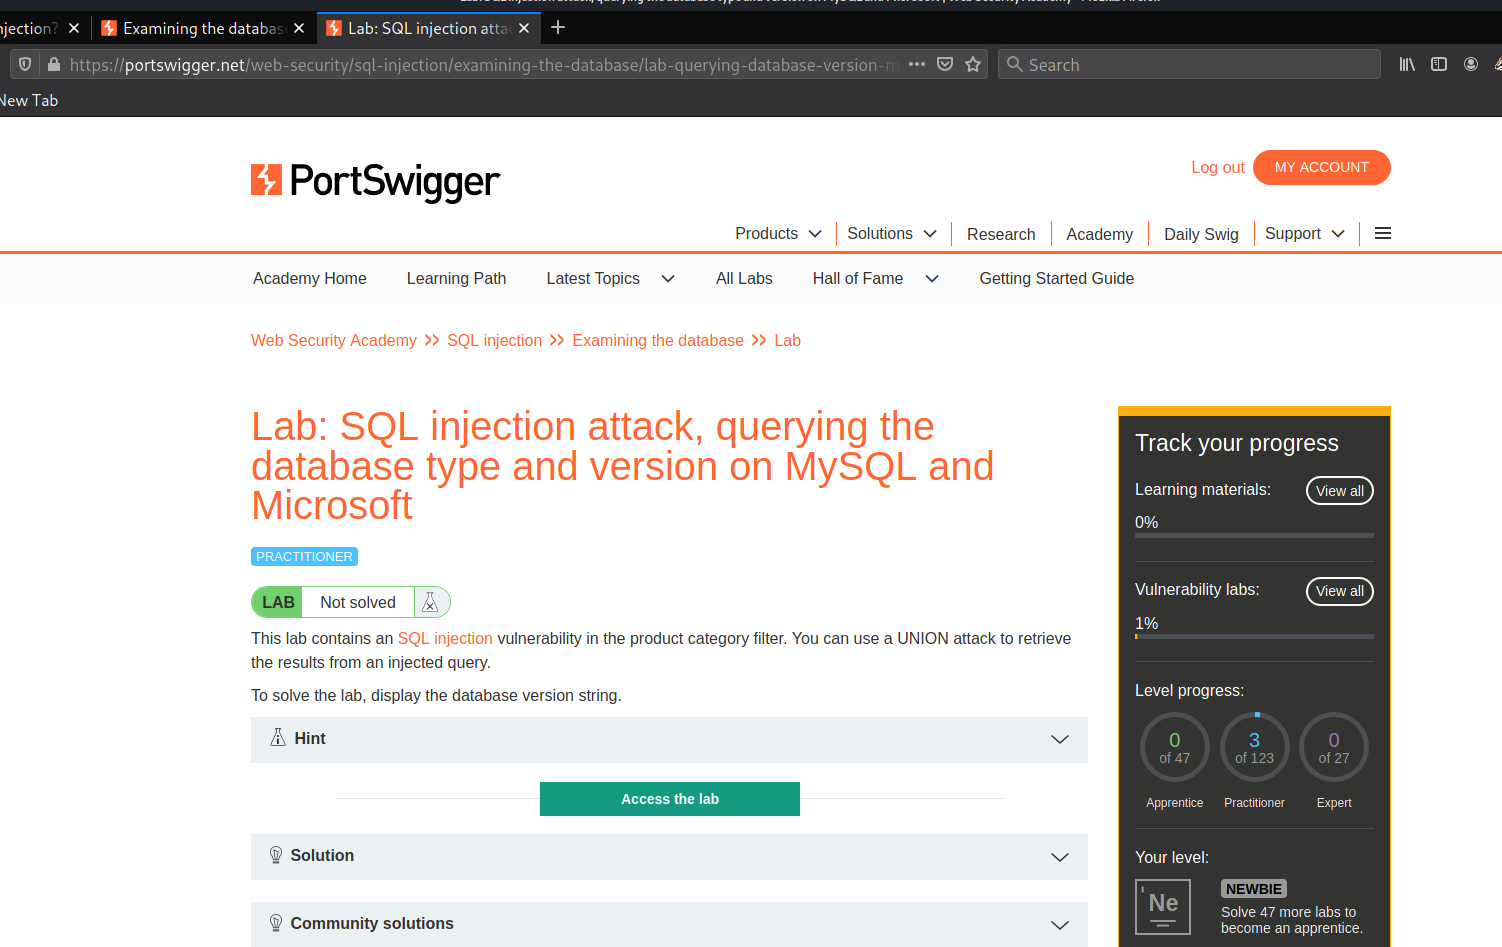 njection?
Examining the databas
Lab: SQL injection atta
https://portswigger.net/web-security/sql-injection/examining-the-database/lab-querying-database-version-m
Search
New Tab
PortSwigger
Log out
MY ACCOUNT
Products
Solutions
Research
Academy
Daily Swig
Support
Academy Home
Learning Path
Latest Topics
All Labs
Hall of Fame
Getting Started Guide
Web Security Academy
SQL injection
Examining the database
Lab
Lab: SQL injection attack, querying the
database type and version on MySQL and
Microsoft
PRACTITIONER
LAB
Not solved
This lab contains an SQL injection vulnerability in the product category filter. You can use a UNION attack to retrieve
the results from an injected query.
To solve the lab, display the database version string.
Hint
Access the lab
Solution
Community solutions
Track your progress
Learning materials:
View all
0%
Vulnerability labs:
View all
1%
Level progress:
0
of 47
3
of 123
0
of 27
Apprentice
Practitioner
Expert
Your level:
Ne
NEWBIE
Solve 47 more labs to
become an apprentice.